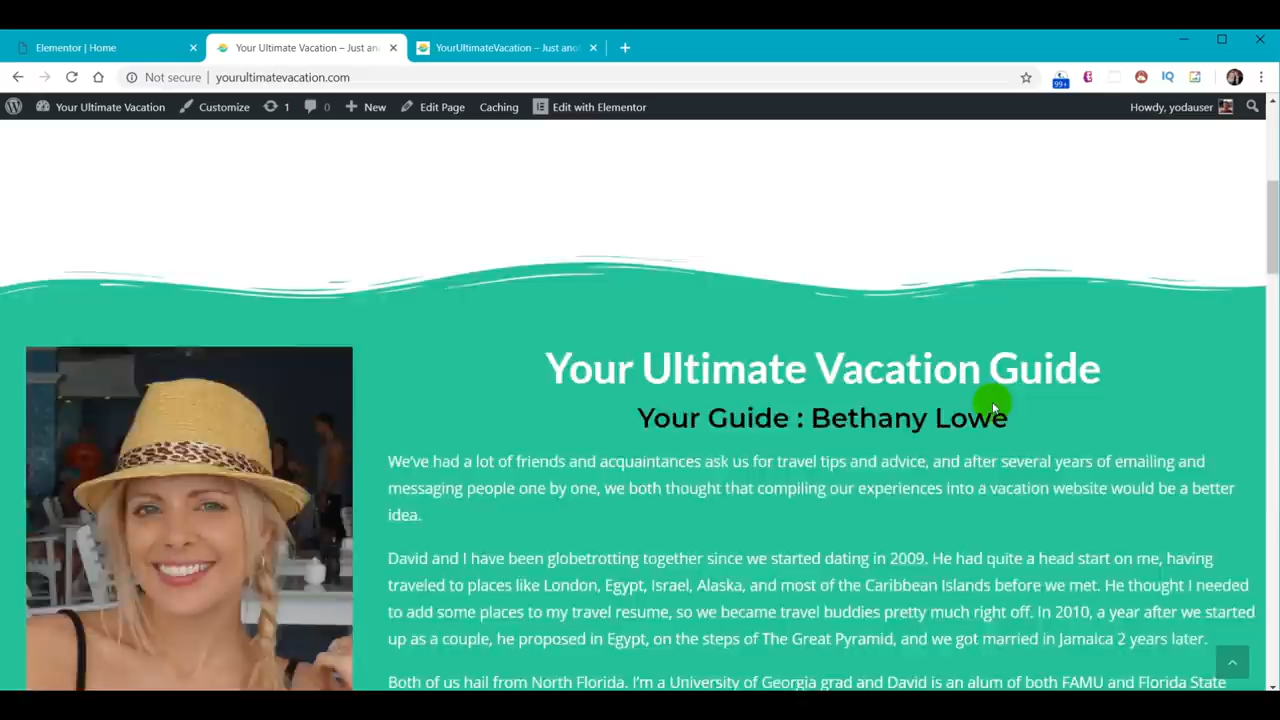 Elementor | Home
Your Ultimate Vacation – Just an
YourUltimateVacation – Just anot
Not secure | yourultimatevacation.com
99+
IQ
Your Ultimate Vacation Customize 1 0 New Edit Page Caching Edit with Elementor Howdy, yodauser
Your Ultimate Vacation Guide
Your Guide : Bethany Lowe
We've had a lot of friends and acquaintances ask us for travel tips and advice, and after several years of emailing and
messaging people one by one, we both thought that compiling our experiences into a vacation website would be a better
idea.
David and I have been globetrotting together since we started dating in 2009. He had quite a head start on me, having
traveled to places like London, Egypt, Israel, Alaska, and most of the Caribbean Islands before we met. He thought I needed
to add some places to my travel resume, so we became travel buddies pretty much right off. In 2010, a year after we started
up as a couple, he proposed in Egypt, on the steps of The Great Pyramid, and we got married in Jamaica 2 years later.
Both of us hail from North Florida. I'm a University of Georgia grad and David is an alum of both FAMU and Florida State